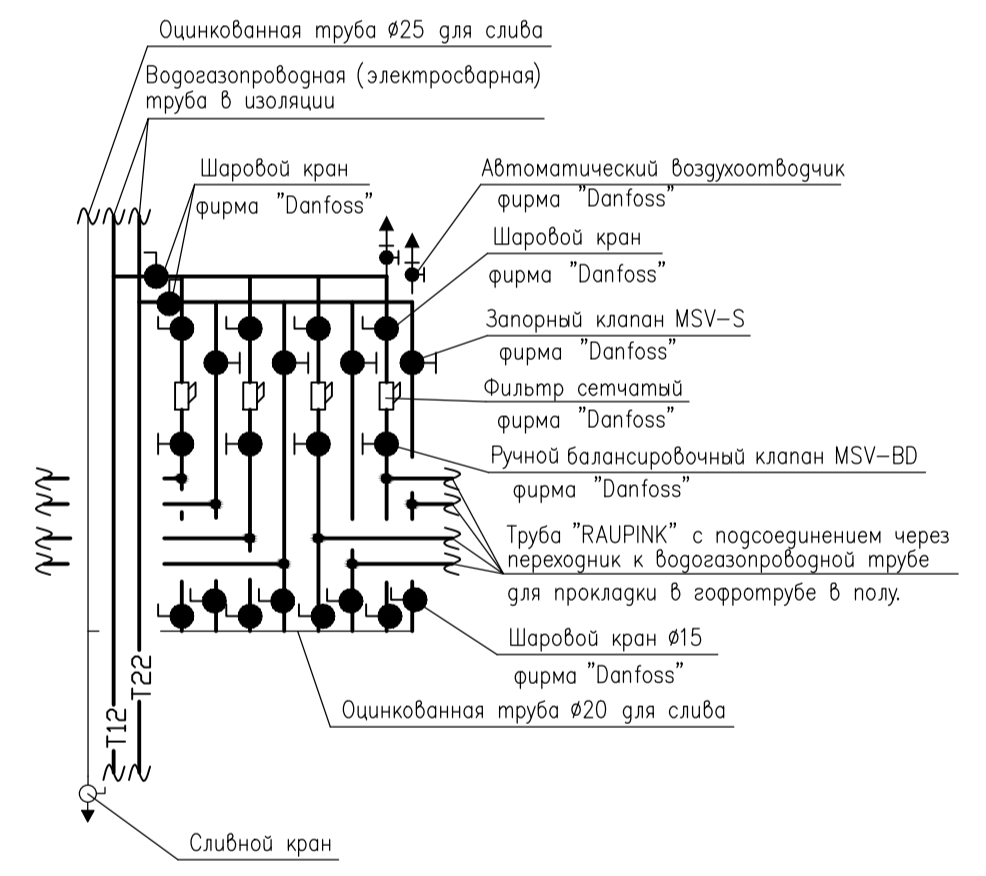 Оцинкованная труба Ø25 для слива
Водогазопроводная (электросварная)
труба в изоляции
Шаровой кран
фирма "Danfoss"
Автоматический воздухоотводчик
фирма "Danfoss"
Шаровой кран
фирма "Danfoss"
Запорный клапан MSV-S
фирма "Danfoss"
Фильтр сетчатый
фирма "Danfoss"
Ручной балансировочный клапан MSV-BD
фирма "Danfoss"
Труба "RAUPINK" с подсоединением через
переходник к водогазопроводной трубе
для прокладки в гофротрубе в полу.
Шаровой кран Ø15
фирма "Danfoss"
Оцинкованная труба Ø20 для слива
T12
T22
Сливной кран